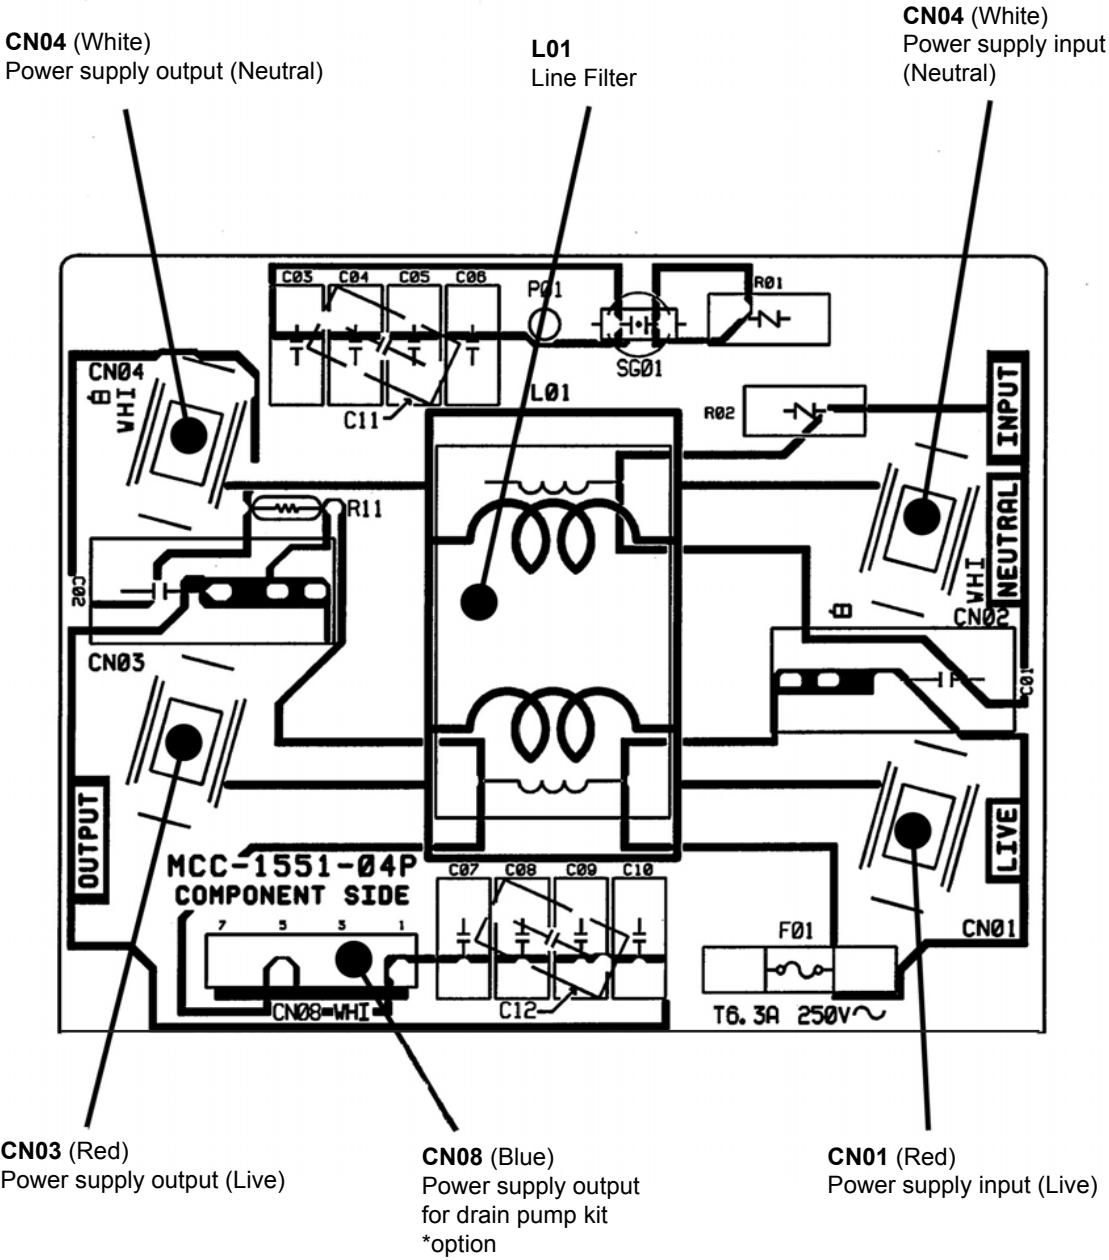 CN04 (White)
Power supply output (Neutral)
L01
Line Filter
CN04 (White)
Power supply input
(Neutral)
C03 C04 C05 C06
P01
R01
SG01
CN04
WHI
C11
L01
R02
INPUT
R11
NEUTRAL
WHI
C02
CN02
CN03
C01
OUTPUT
LIVE
MCC-1551-04P
COMPONENT SIDE
C07 C08 C09 C10
7 5 3 1
F01
CN01
CN08=WHI
C12
T6.3A 250V~
CN03 (Red)
Power supply output (Live)
CN08 (Blue)
Power supply output
for drain pump kit
*option
CN01 (Red)
Power supply input (Live)